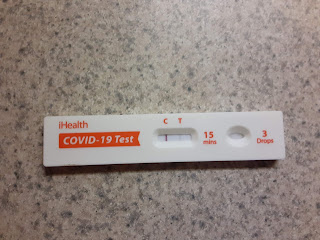 iHealth
COVID-19 Test
C T
15
mins
3
Drops